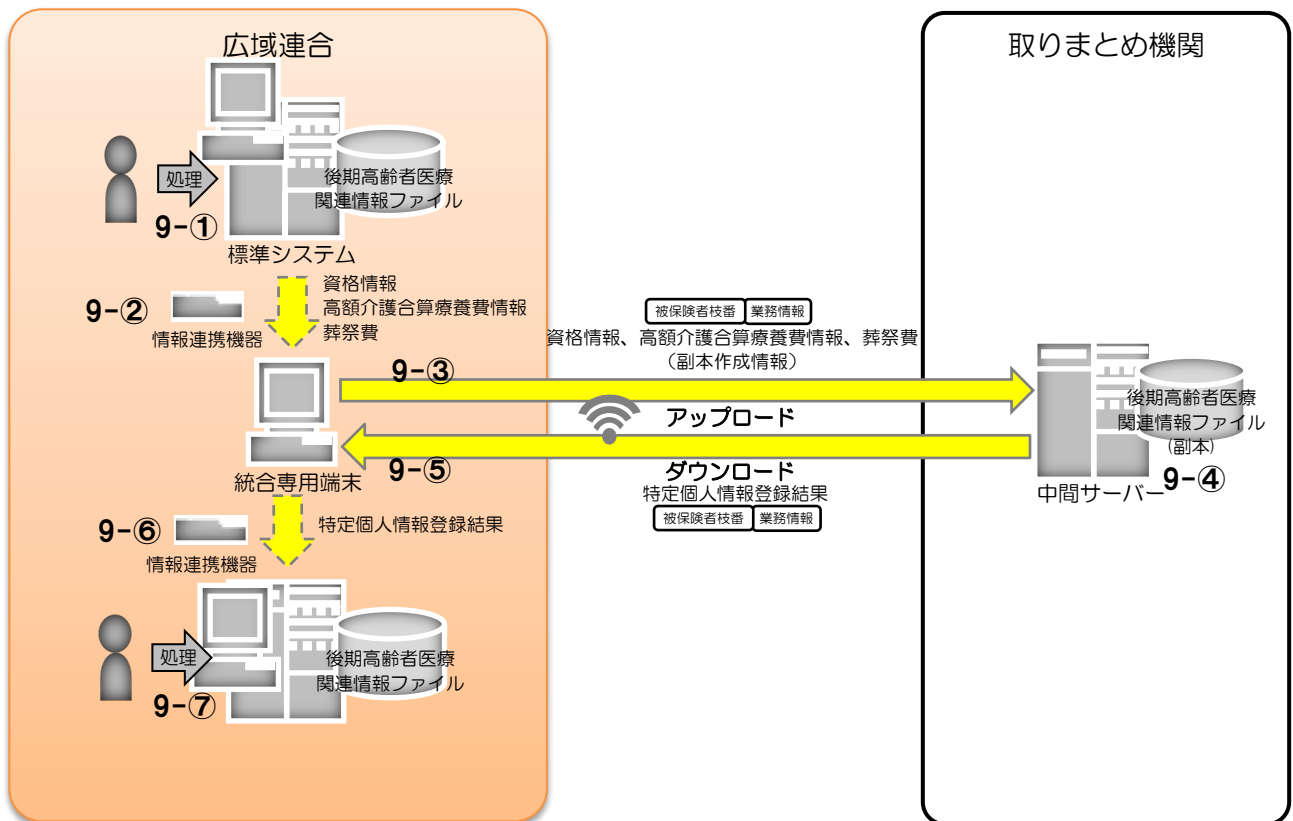 広域連合
処理
9-①
後期高齢者医療
関連情報ファイル
標準システム
9-②
情報連携機器
資格情報
高額介護合算療養費情報
葬祭費
統合専用端末
9-③
被保険者枝番 業務情報
資格情報、高額介護合算療養費情報、葬祭費
（副本作成情報）
アップロード
取りまとめ機関
後期高齢者医療
関連情報ファイル
(副本)
9-④
中間サーバー
9-⑤
ダウンロード
特定個人情報登録結果
被保険者枝番 業務情報
9-⑥
情報連携機器
特定個人情報登録結果
処理
9-⑦
後期高齢者医療
関連情報ファイル